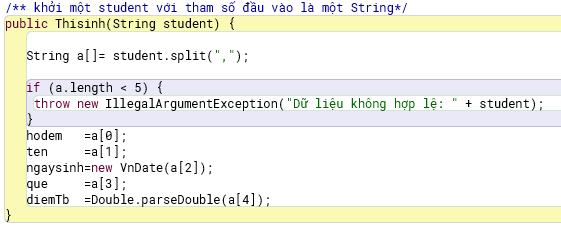 /** khởi một student với tham số đầu vào là một String*/
public Thisinh(String student) {
String a[]= student.split(",");
if (a.length < 5) {
throw new IllegalArgumentException("Dữ liệu không hợp lệ: " + student);
}
hodem   =a[0];
ten     =a[1];
ngaysinh=new VnDate(a[2]);
que     =a[3];
diemTb  =Double.parseDouble(a[4]);
}